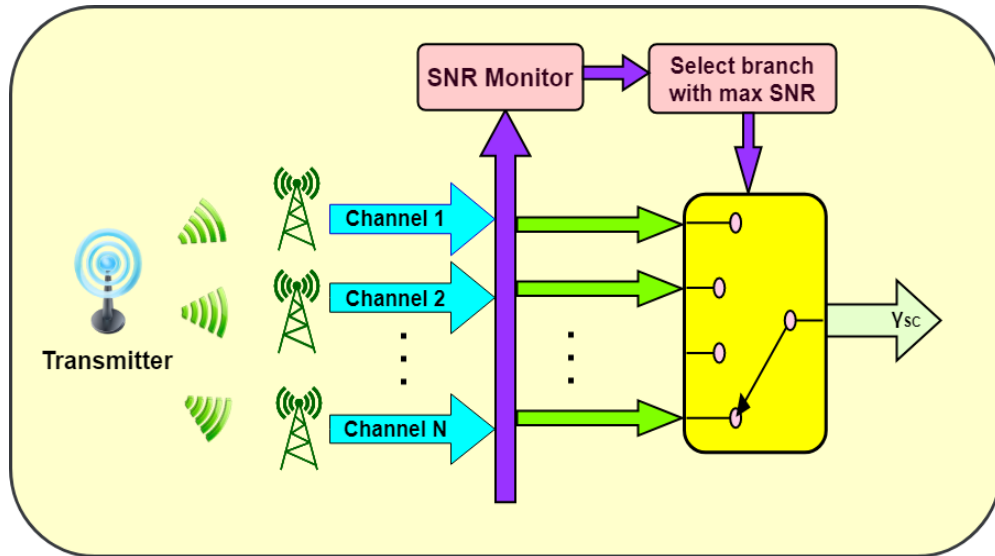 SNR Monitor
Select branch
with max SNR
Channel 1
Channel 2
Transmitter
Channel N
γSC